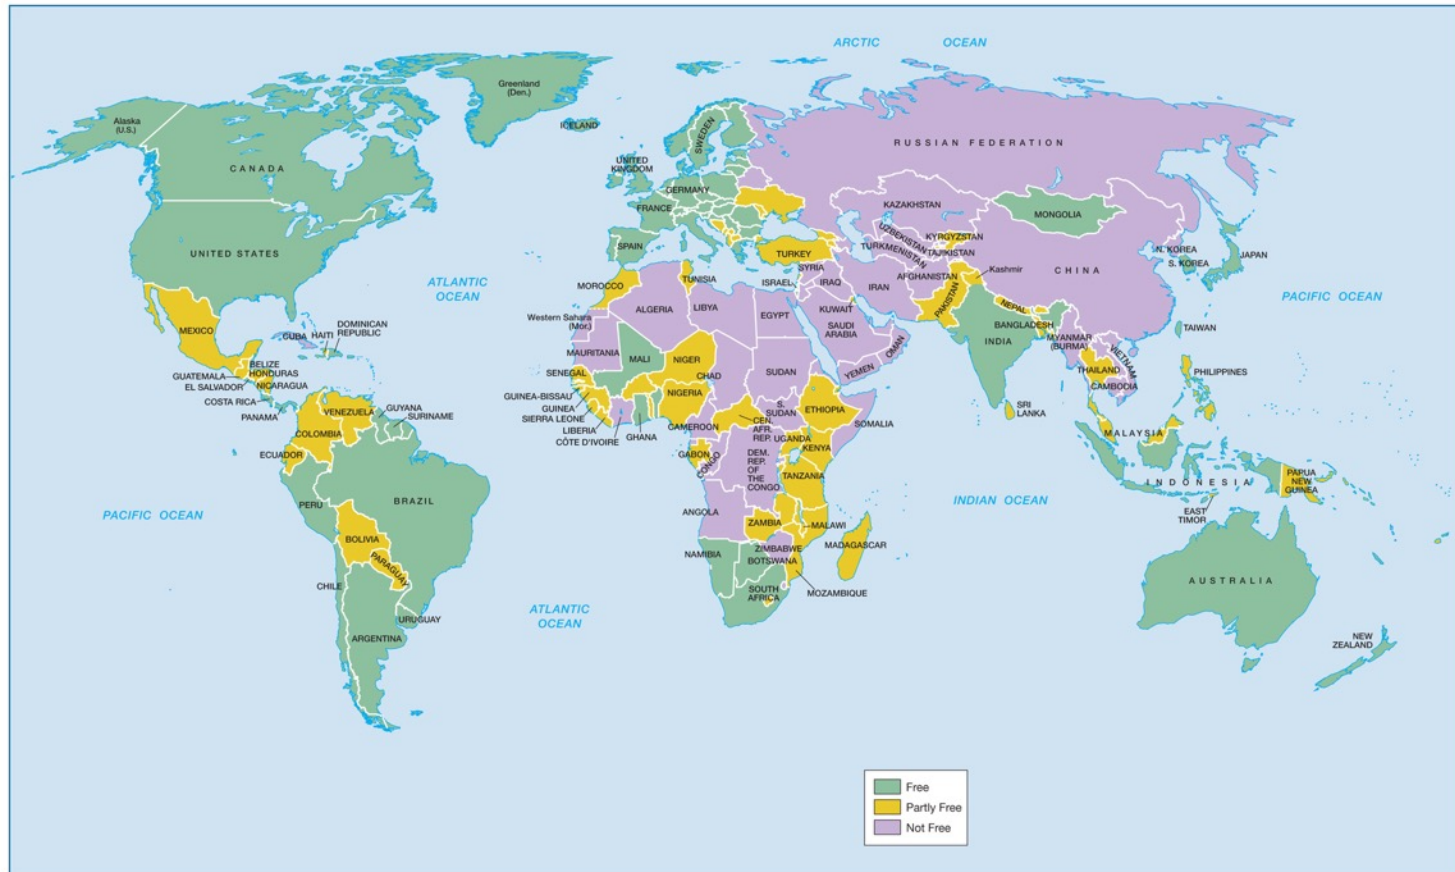 ARCTIC OCEAN
Greenland
(Den.)
Alaska
(U.S.)
ICELAND
CANADA
UNITED STATES
ATLANTIC
OCEAN
PACIFIC OCEAN
MEXICO
CUBA
HAITI
DOMINICAN
REPUBLIC
BELIZE
HONDURAS
GUATEMALA
EL SALVADOR
NICARAGUA
COSTA RICA
PANAMA
VENEZUELA
GUYANA
SURINAME
COLOMBIA
ECUADOR
PERU
BRAZIL
BOLIVIA
PARAGUAY
CHILE
URUGUAY
ARGENTINA
ATLANTIC
OCEAN
SWEDEN
UNITED
KINGDOM
GERMANY
FRANCE
SPAIN
RUSSIAN FEDERATION
KAZAKHSTAN
MONGOLIA
UZBEKISTAN
KYRGYZSTAN
TURKMENISTAN
TAJIKISTAN
TURKEY
SYRIA
ISRAEL
IRAQ
IRAN
AFGHANISTAN
Kashmir
PAKISTAN
KUWAIT
SAUDI
ARABIA
OMAN
YEMEN
N. KOREA
S. KOREA
JAPAN
CHINA
TAIWAN
PACIFIC OCEAN
NEPAL
BANGLADESH
INDIA
MYANMAR
(BURMA)
VIETNAM
THAILAND
CAMBODIA
PHILIPPINES
SRI
LANKA
MALAYSIA
INDONESIA
PAPUA
NEW
GUINEA
EAST
TIMOR
INDIAN OCEAN
AUSTRALIA
NEW
ZEALAND
MOROCCO
TUNISIA
ALGERIA
LIBYA
EGYPT
Western Sahara
(Mor.)
MAURITANIA
MALI
NIGER
CHAD
SUDAN
SENEGAL
GUINEA-BISSAU
GUINEA
SIERRA LEONE
LIBERIA
CÔTE D'IVOIRE
GHANA
NIGERIA
CAMEROON
CEN.
AFR.
REP.
S.
SUDAN
ETHIOPIA
SOMALIA
UGANDA
KENYA
GABON
CONGO
DEM.
REP.
OF
THE
CONGO
TANZANIA
ANGOLA
ZAMBIA
MALAWI
MADAGASCAR
ZIMBABWE
NAMIBIA
BOTSWANA
MOZAMBIQUE
SOUTH
AFRICA
Free
Partly Free
Not Free